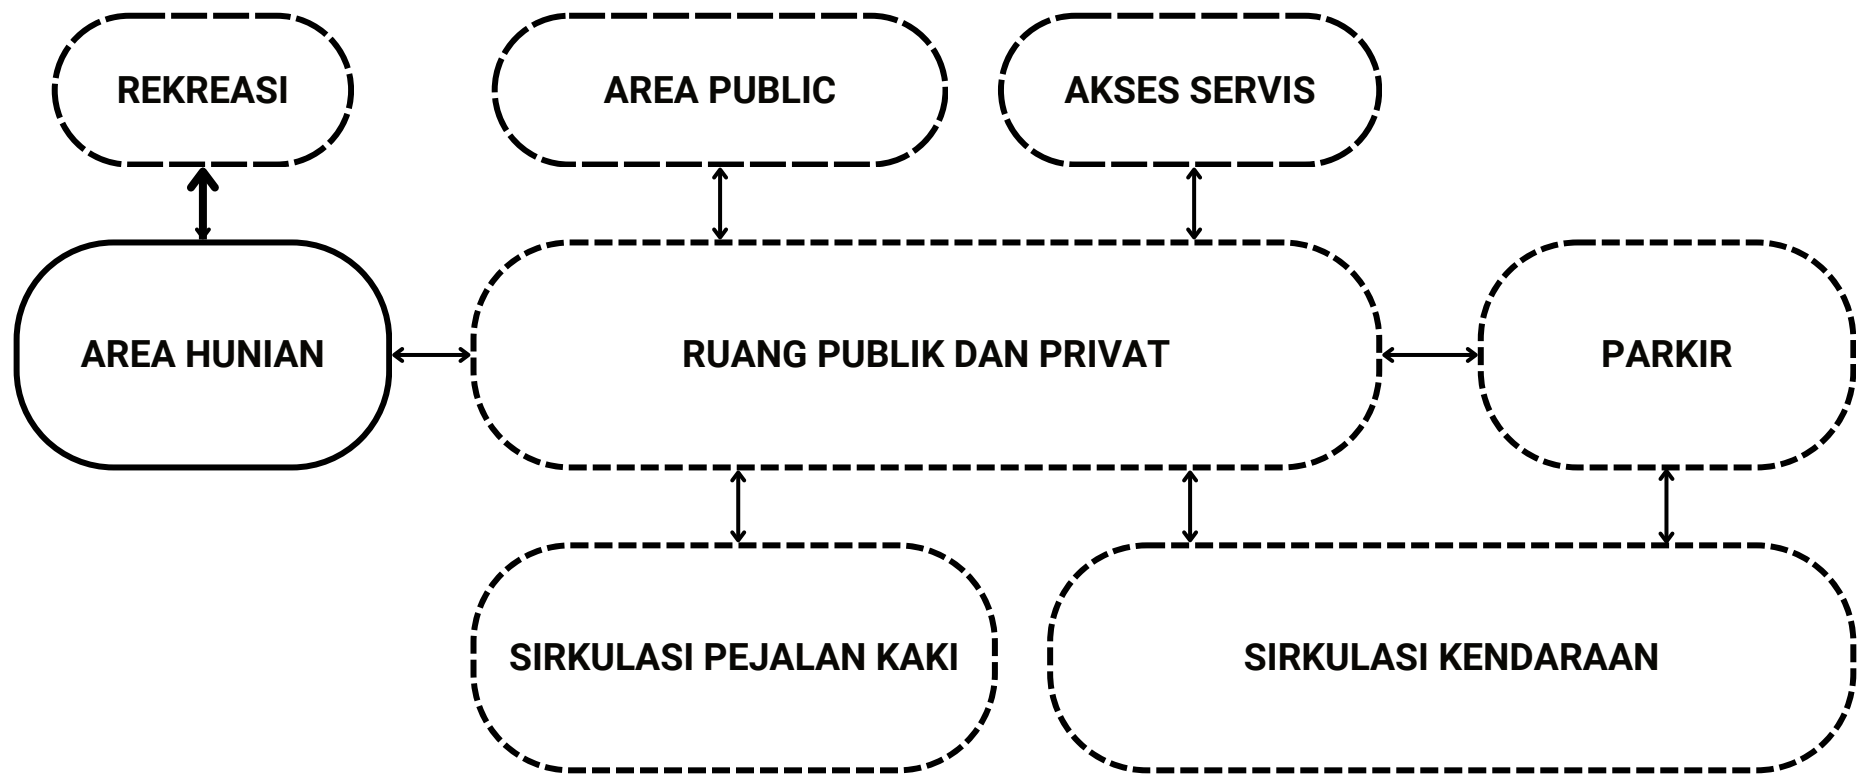 REKREASI
AREA PUBLIC
AKSES SERVIS
AREA HUNIAN
RUANG PUBLIK DAN PRIVAT
PARKIR
SIRKULASI PEJALAN KAKI
SIRKULASI KENDARAAN